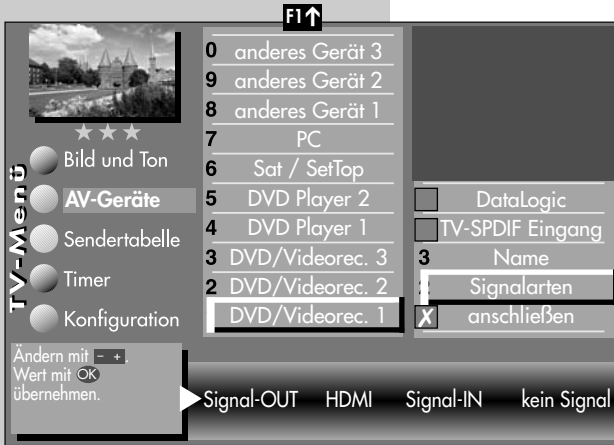 F1↑
TV-Menü
Bild und Ton
AV-Geräte
Sendertabelle
Timer
Konfiguration
0 anderes Gerät 3
9 anderes Gerät 2
8 anderes Gerät 1
7 PC
6 Sat / SetTop
5 DVD Player 2
4 DVD Player 1
3 DVD/Videorec. 3
2 DVD/Videorec. 2
DVD/Videorec. 1
DataLogic
TV-SPDIF Eingang
3 Name
2 Signalarten
X anschließen
Ändern mit - + .
Wert mit OK
übernehmen.
Signal-OUT HDMI Signal-IN kein Signal